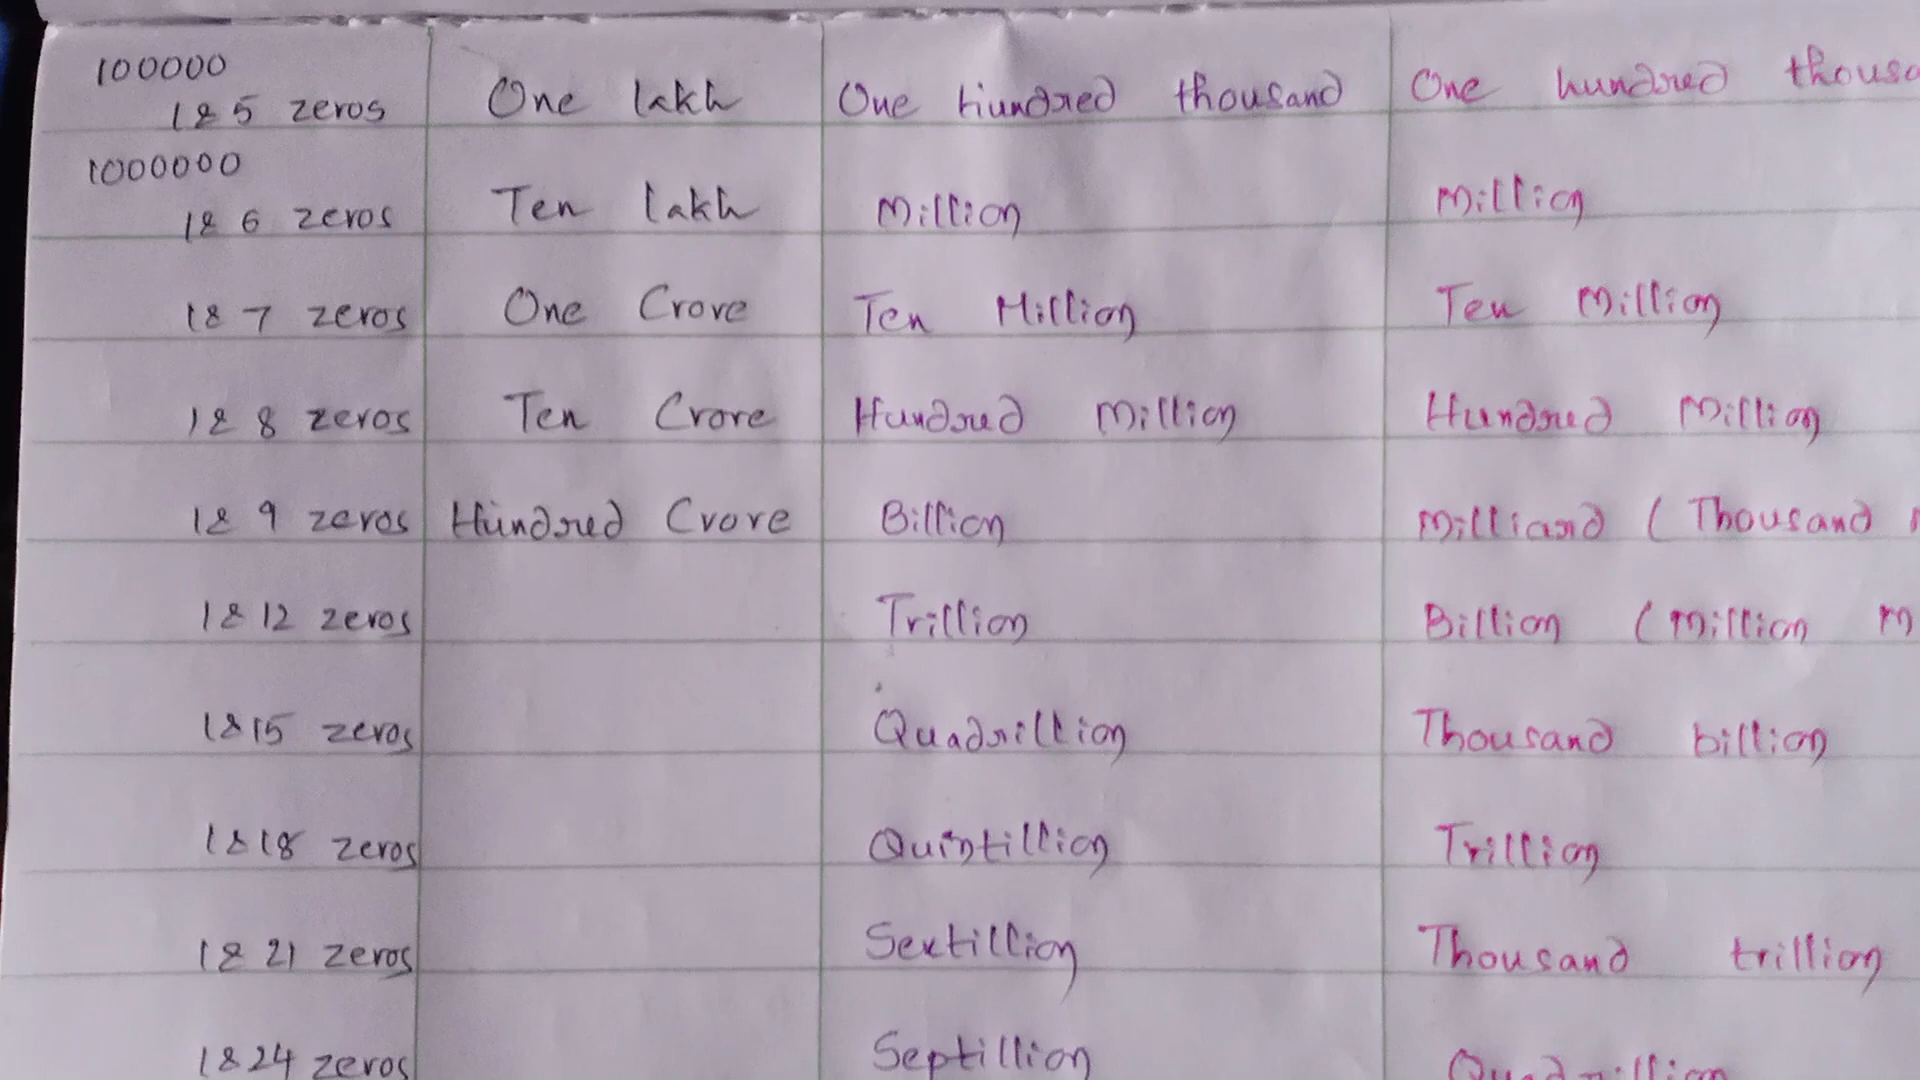 100000
1 & 5 zeros One lakh One Hundred thousand One hundred
1000000
1 & 6 zeros Ten lakh Million Million
1 & 7 zeros One Crore Ten Million Ten Million
1 & 8 zeros Ten Crore Hundred Million Hundred Million
1 & 9 zeros Hundred Crore Billion Milliard ( Thousand
1 & 12 zeros Trillion Billion ( Million
1 & 15 zeros Quadrillion Thousand billion
1 & 18 zeros Quintillion Trillion
1 & 21 zeros Sextillion Thousand trillion
1 & 24 zeros Septillion Quadrillion